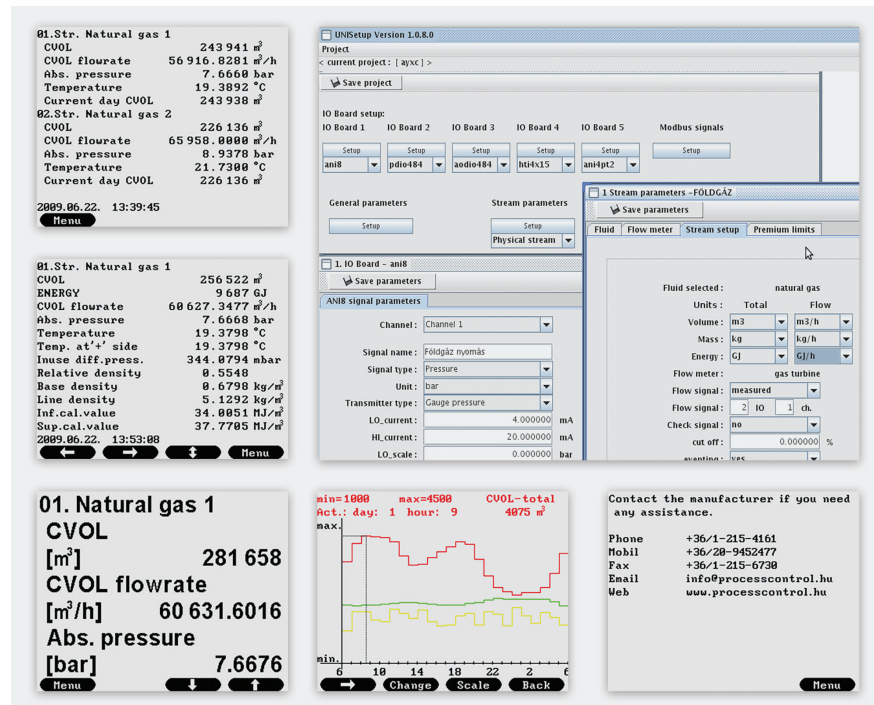 01.Str. Natural gas 1
CVOL 243 941 m³
CVOL flowrate 56 916.8281 m³/h
Abs. pressure 7.6660 bar
Temperature 19.3892 °C
Current day CVOL 243 938 m³
02.Str. Natural gas 2
CVOL 226 136 m³
CVOL flowrate 65 958.0000 m³/h
Abs. pressure 8.9378 bar
Temperature 21.7300 °C
Current day CVOL 226 136 m³
2009.06.22. 13:39:45
Menu
UNISetup Version 1.0.8.0
Project
< current project : [ ayxc ] >
Save project
IO Board setup:
IO Board 1 IO Board 2 IO Board 3 IO Board 4 IO Board 5 Modbus signals
Setup Setup Setup Setup Setup Setup
ani8 pdio484 aodio484 hti4x15 ani4pt2
General parameters Stream parameters
Setup Setup
Physical stream
1. IO Board - ani8
Save parameters
ANI8 signal parameters
Channel : Channel 1
Signal name : Földgáz nyomás
Signal type : Pressure
Unit : bar
Transmitter type : Gauge pressure
LO_current : 4.000000 mA
HI_current : 20.000000 mA
LO_scale : 0.000000 bar
1 Stream parameters -FÖLDGÁZ
Save parameters
Fluid Flow meter Stream setup Premium limits
Fluid selected : natural gas
Units : Total Flow
Volume : m3 m3/h
Mass : kg kg/h
Energy : GJ GJ/h
Flow meter : gas turbine
Flow signal : measured
Flow signal : 2 IO 1 ch.
Check signal : no
cut off : 0.000000 %
eventing : yes
01.Str. Natural gas 1
CVOL 256 522 m³
ENERGY 9 687 GJ
CVOL flowrate 60 627.3477 m³/h
Abs. pressure 7.6668 bar
Temperature 19.3798 °C
Temp. at'+' side 19.3798 °C
Inuse diff.press. 344.0794 mbar
Relative density 0.5548
Base density 0.6798 kg/m³
Line density 5.1292 kg/m³
Inf.cal.value 34.0051 MJ/m³
Sup.cal.value 37.7705 MJ/m³
2009.06.22. 13:53:08
← → ↕ Menu
01. Natural gas 1
CVOL
[m³] 281 658
CVOL flowrate
[m³/h] 60 631.6016
Abs. pressure
[bar] 7.6676
Menu ↓ ↑
min=1000 max=4500 CVOL-total
Act.: day: 1 hour: 9 4075 m³
max.
min.
6 10 14 18 22 2 6
→ Change Scale Back
Contact the manufacturer if you need
any assistance.
Phone +36/1-215-4161
Mobil +36/20-9452477
Fax +36/1-215-6730
Email info@processcontrol.hu
Web www.processcontrol.hu
Menu